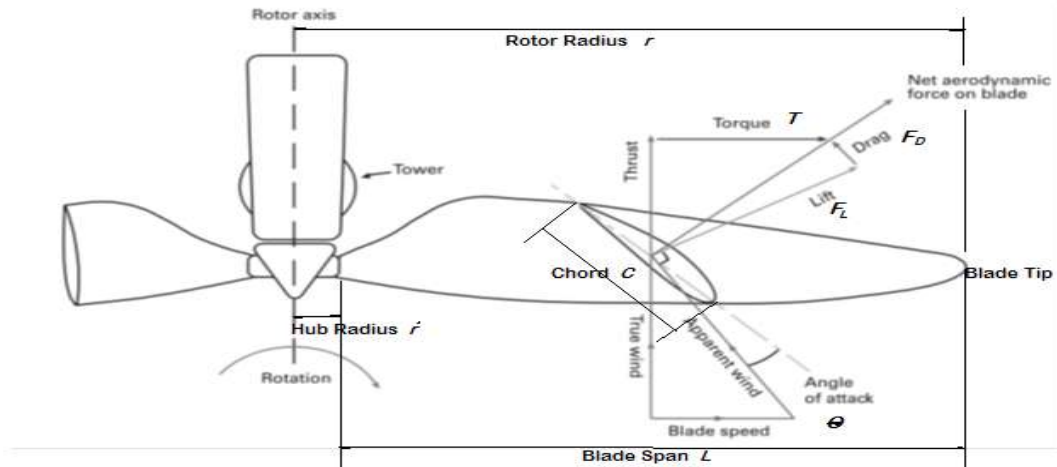 Rotor axis
Rotor Radius r
Net aerodynamic
force on blade
Torque T
Thrust
Drag F_D
Tower
Lift
F_L
Chord C
Blade Tip
Hub Radius ṙ
True wind
Apparent wind
Rotation
Angle
of attack
θ
Blade speed
Blade Span L